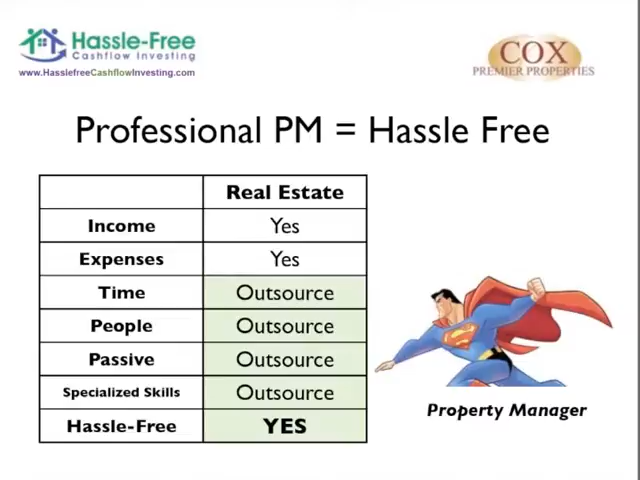 Hassle-Free
Cashflow Investing
www.HasslefreeCashflowInvesting.com
COX
PREMIER PROPERTIES
Professional PM = Hassle Free
Real Estate
Income Yes
Expenses Yes
Time Outsource
People Outsource
Passive Outsource
Specialized Skills Outsource
Hassle-Free YES
S
Property Manager